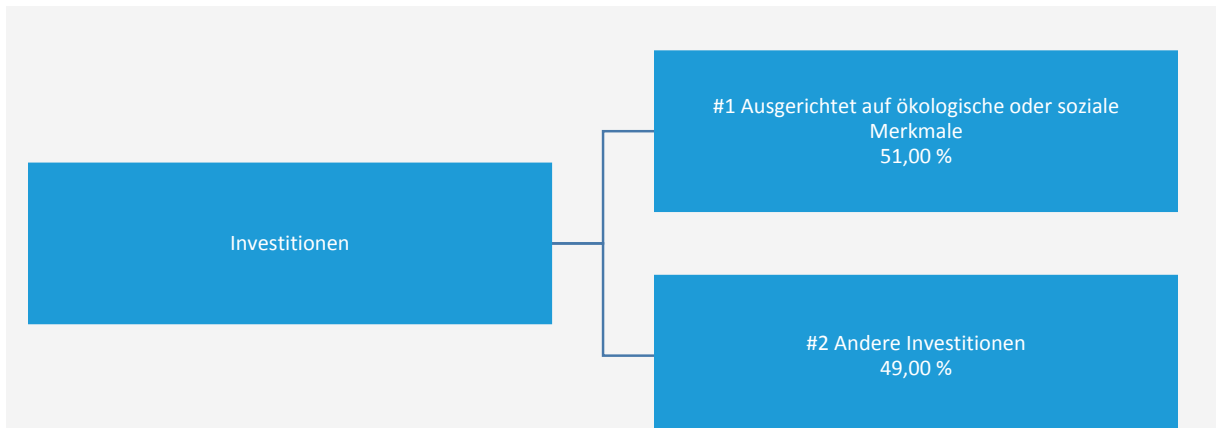 #1 Ausgerichtet auf ökologische oder soziale
Merkmale
51,00 %
Investitionen
#2 Andere Investitionen
49,00 %